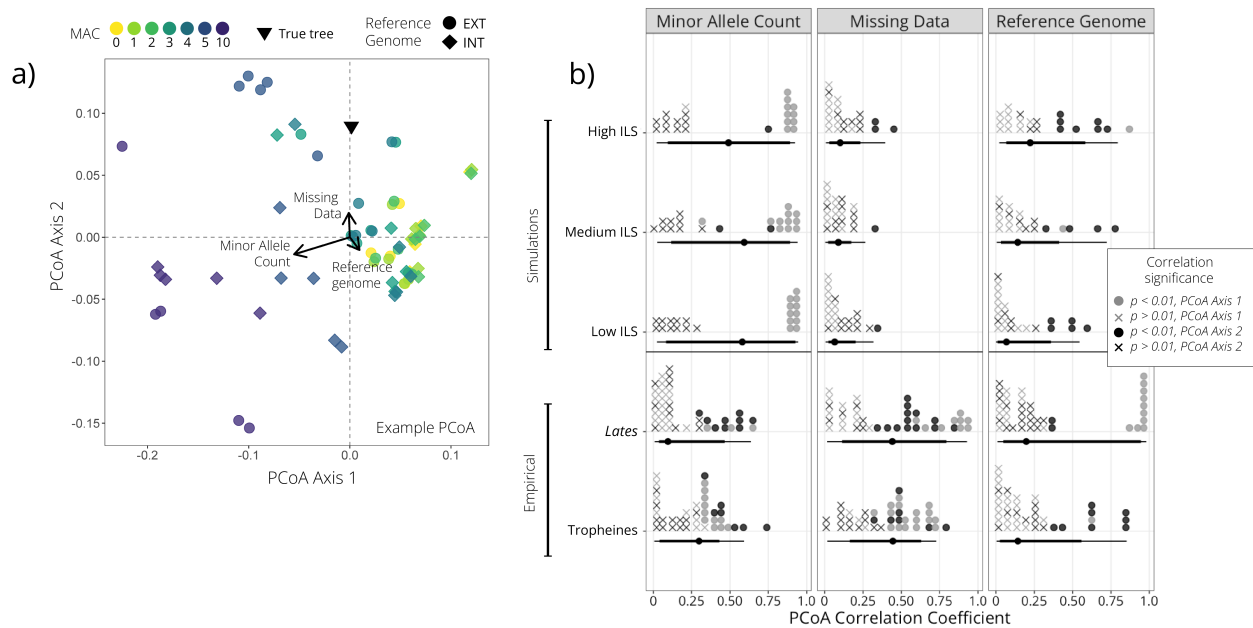 a)
MAC
0 1 2 3 4 5 10
True tree
Reference
Genome
EXT
INT
PCoA Axis 2
0.10
0.05
0.00
-0.05
-0.10
-0.15
Missing
Data
Minor Allele
Count
Reference
genome
Example PCoA
-0.2 -0.1 0.0 0.1
PCoA Axis 1
b)
Minor Allele Count Missing Data Reference Genome
Simulations
High ILS
Medium ILS
Low ILS
Empirical
Lates
Tropheines
Correlation
significance
p < 0.01, PCoA Axis 1
p > 0.01, PCoA Axis 1
p < 0.01, PCoA Axis 2
p > 0.01, PCoA Axis 2
0 0.25 0.50 0.75 1.0 0 0.25 0.50 0.75 1.0 0 0.25 0.50 0.75 1.0
PCoA Correlation Coefficient